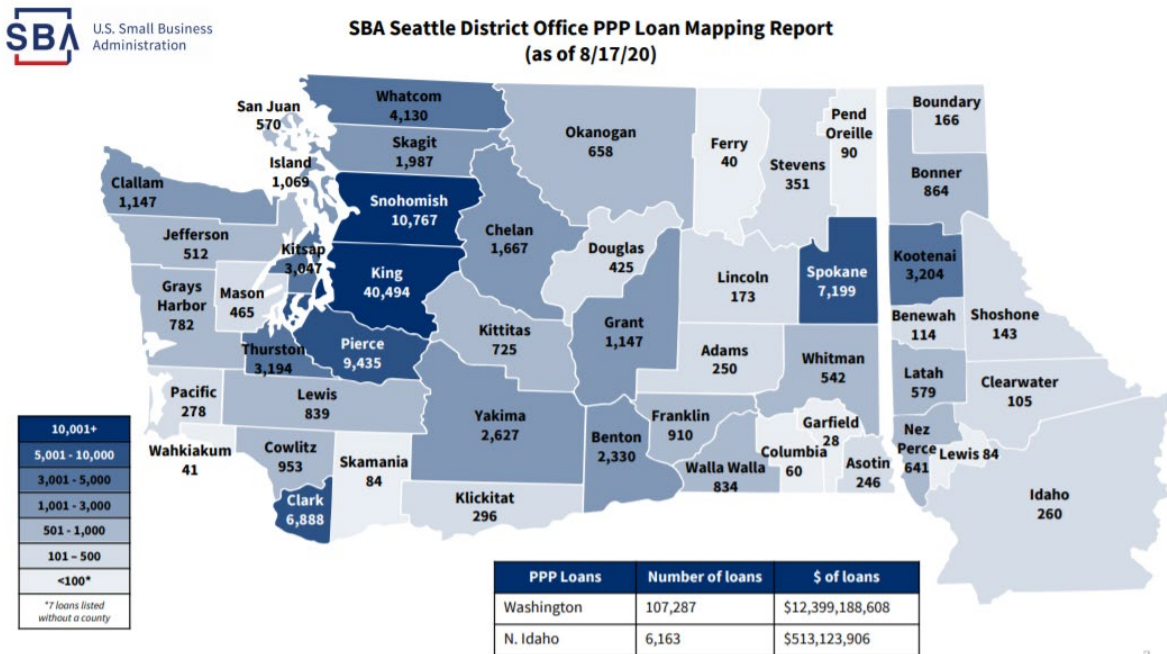 SBA
U.S. Small Business
Administration
SBA Seattle District Office PPP Loan Mapping Report
(as of 8/17/20)
Whatcom
4,130
San Juan
570
Skagit
1,987
Island
1,069
Okanogan
658
Ferry
40
Stevens
351
Pend
Oreille
90
Boundary
166
Bonner
864
Clallam
1,147
Snohomish
10,767
Chelan
1,667
Jefferson
512
Kitsap
3,047
Douglas
425
Lincoln
173
Spokane
7,199
Kootenai
3,204
King
40,494
Grays
Harbor
782
Mason
465
Kittitas
725
Grant
1,147
Benewah
114
Shoshone
143
Thurston
3,194
Pierce
9,435
Adams
250
Whitman
542
Latah
579
Clearwater
105
Pacific
278
Lewis
839
Yakima
2,627
Benton
2,330
Franklin
910
Garfield
28
Nez
Perce
641
Lewis 84
Wahkiakum
41
Cowlitz
953
Skamania
84
Walla Walla
834
Columbia
60
Asotin
246
Clark
6,888
Klickitat
296
Idaho
260
10,001+
5,001 - 10,000
3,001 - 5,000
1,001 - 3,000
501 - 1,000
101 – 500
<100*
*7 loans listed
without a county
PPP Loans Number of loans $ of loans
Washington 107,287 $12,399,188,608
N. Idaho 6,163 $513,123,906